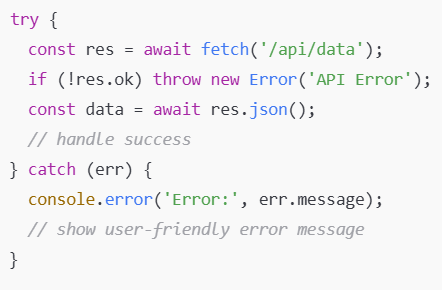 try {
  const res = await fetch('/api/data');
  if (!res.ok) throw new Error('API Error');
  const data = await res.json();
  // handle success
} catch (err) {
  console.error('Error:', err.message);
  // show user-friendly error message
}